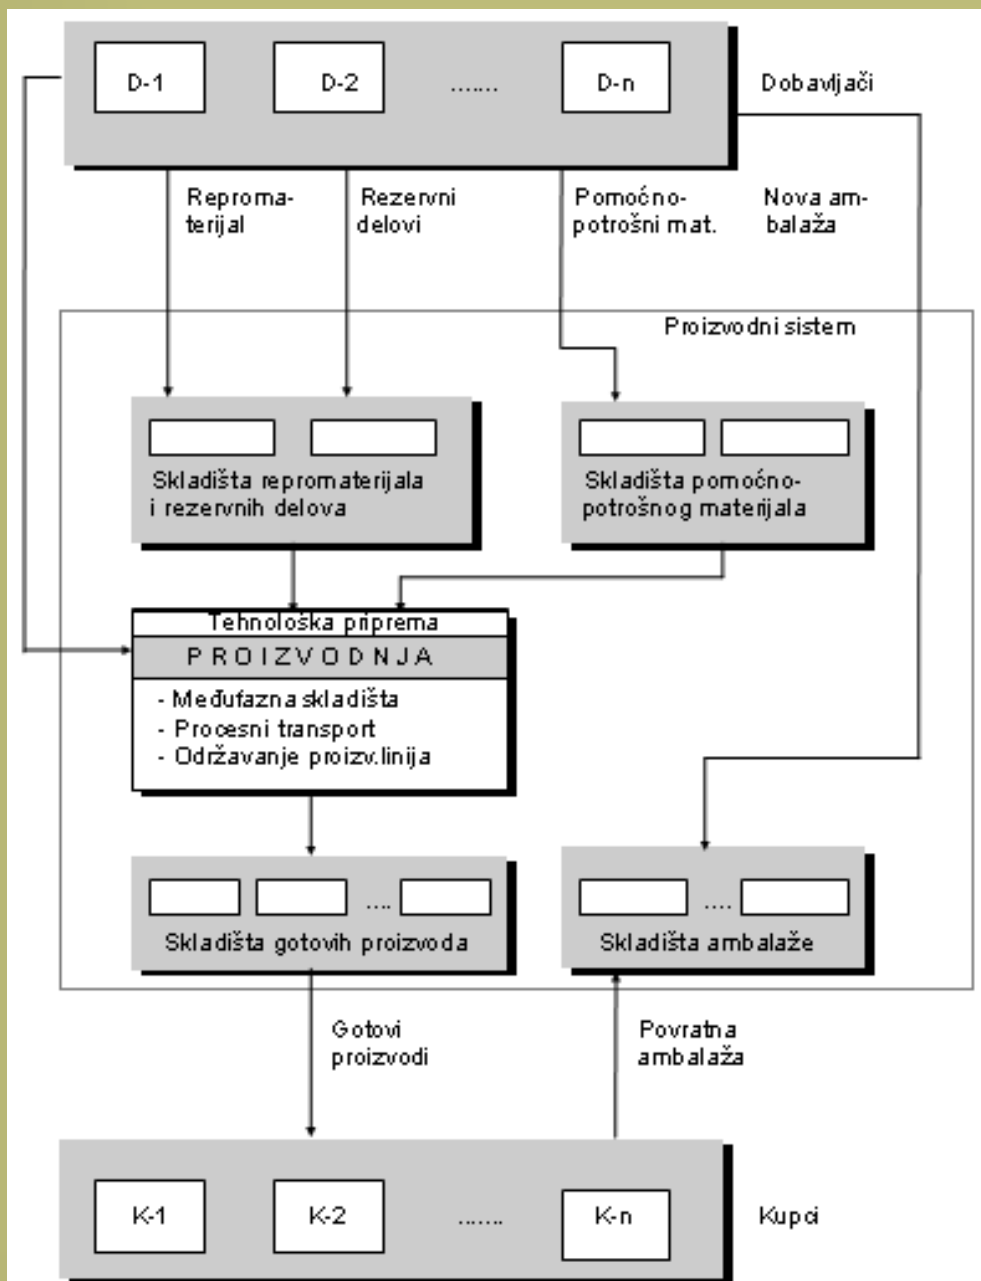 D-1
D-2
.......
D-n
Dobavljači
Reproma-
terijal
Rezervni
delovi
Pomoćno-
potrošni mat.
Nova am-
balaža
Proizvodni sistem
Skladišta repromaterijala
i rezervnih delova
Skladišta pomoćno-
potrošnog materijala
Tehnološka priprema
PROIZVODNJA
- Međufazna skladišta
- Procesni transport
- Održavanje proizv.linija
....
Skladišta gotovih proizvoda
....
Skladišta ambalaže
Gotovi
proizvodi
Povratna
ambalaža
K-1
K-2
.......
K-n
Kupci